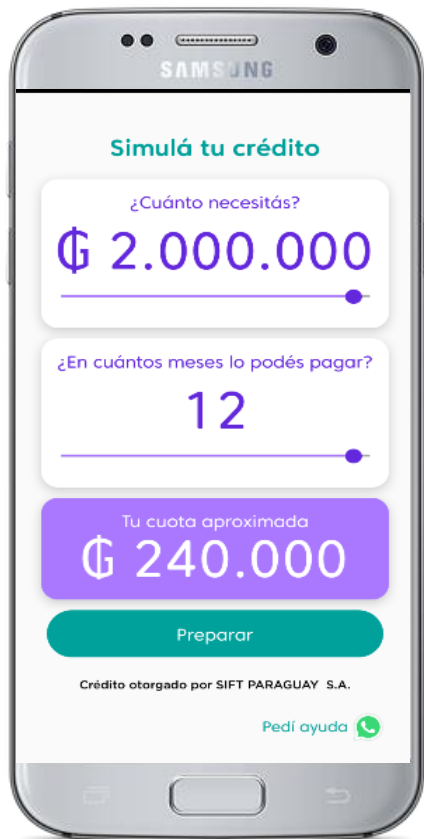 SAMSUNG
Simulá tu crédito
¿Cuánto necesitás?
₲ 2.000.000
¿En cuántos meses lo podés pagar?
12
Tu cuota aproximada
₲ 240.000
Preparar
Crédito otorgado por SIFT PARAGUAY S.A.
Pedí ayuda